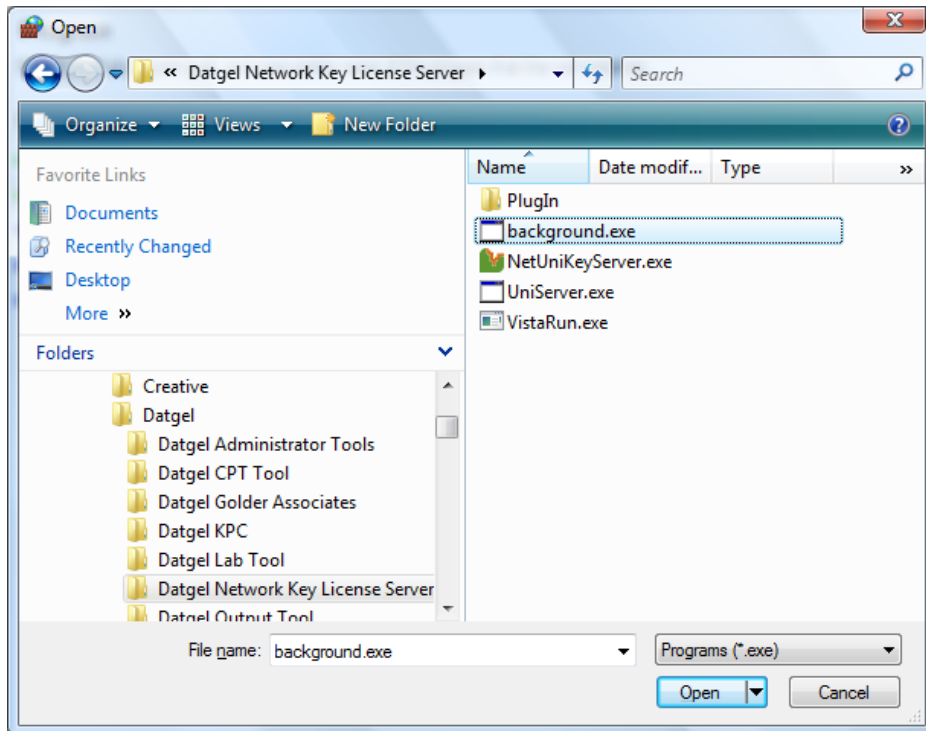 Open
« Datgel Network Key License Server
Search
Organize Views New Folder
Favorite Links
Documents
Recently Changed
Desktop
More »
Folders
Creative
Datgel
Datgel Administrator Tools
Datgel CPT Tool
Datgel Golder Associates
Datgel KPC
Datgel Lab Tool
Datgel Network Key License Server
Datgel Output Tool
Name Date modif... Type »
PlugIn
background.exe
NetUniKeyServer.exe
UniServer.exe
VistaRun.exe
File name: background.exe Programs (*.exe)
Open Cancel